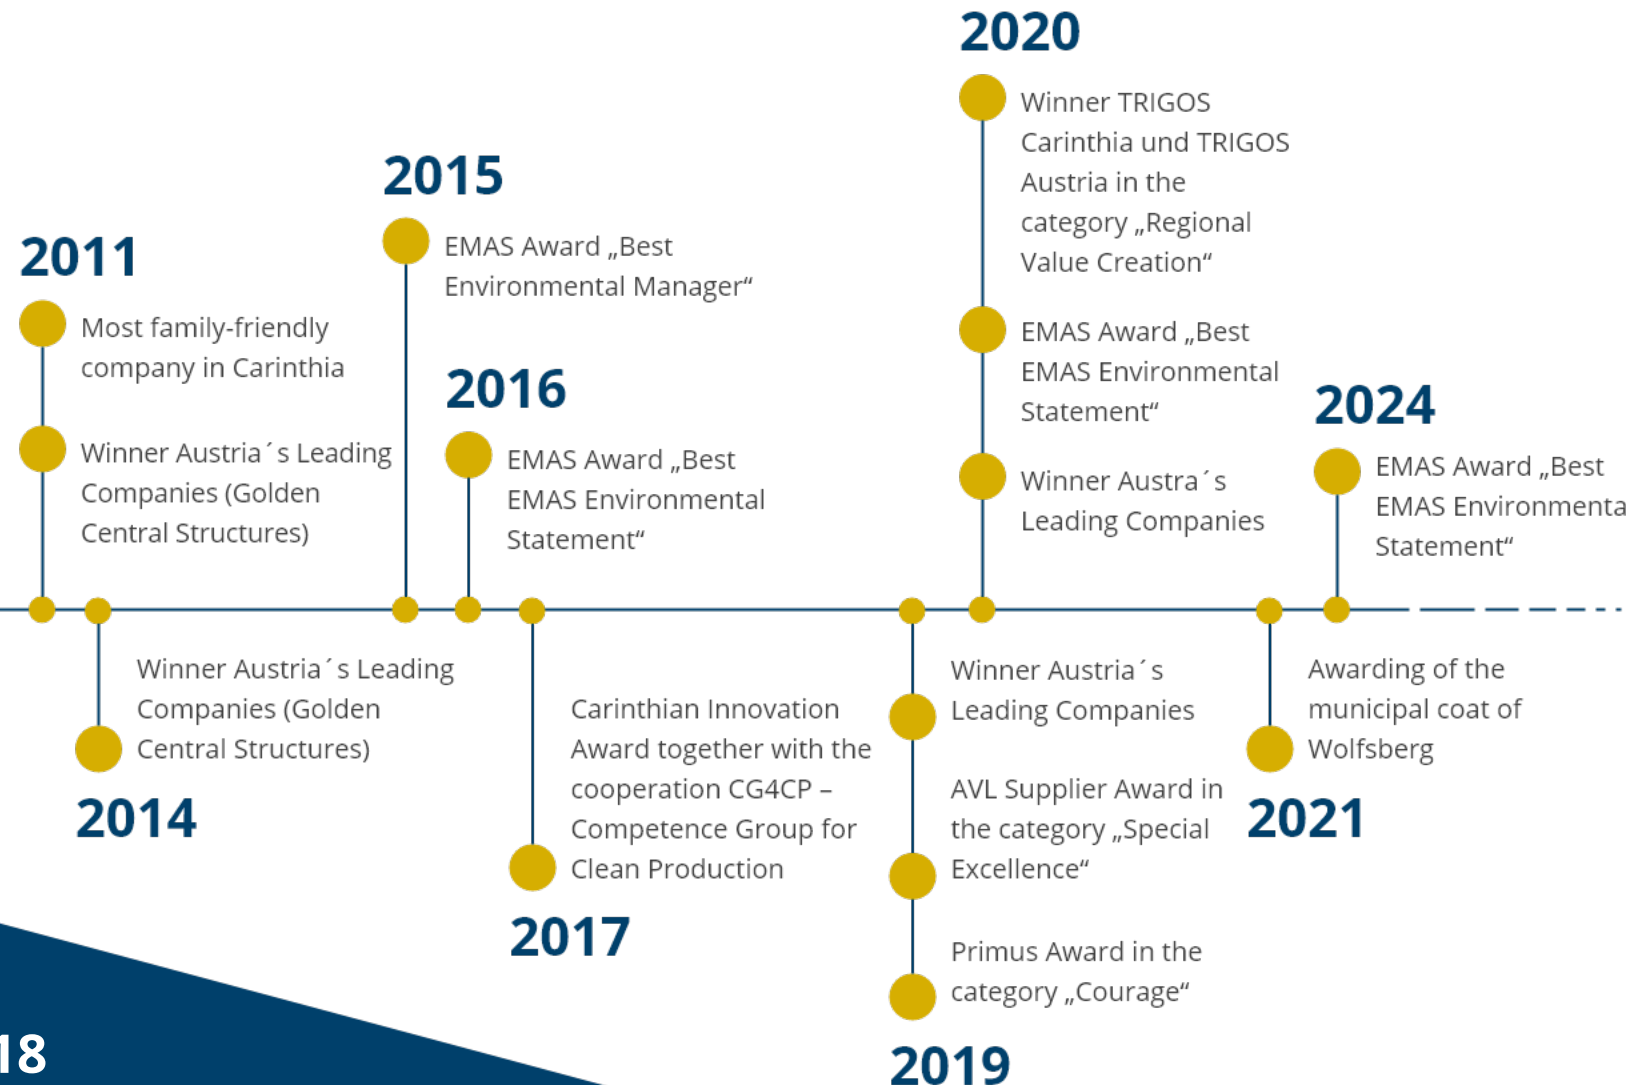 2011
Most family-friendly
company in Carinthia
Winner Austria´s Leading
Companies (Golden
Central Structures)
Winner Austria´s Leading
Companies (Golden
Central Structures)
2014
2015
EMAS Award „Best
Environmental Manager“
2016
EMAS Award „Best
EMAS Environmental
Statement“
Carinthian Innovation
Award together with the
cooperation CG4CP –
Competence Group for
Clean Production
2017
Winner Austria´s
Leading Companies
AVL Supplier Award in
the category „Special
Excellence“
Primus Award in the
category „Courage“
2019
2020
Winner TRIGOS
Carinthia und TRIGOS
Austria in the
category „Regional
Value Creation“
EMAS Award „Best
EMAS Environmental
Statement“
Winner Austra´s
Leading Companies
Awarding of the
municipal coat of
Wolfsberg
2021
2024
EMAS Award „Best
EMAS Environmenta
Statement“
18